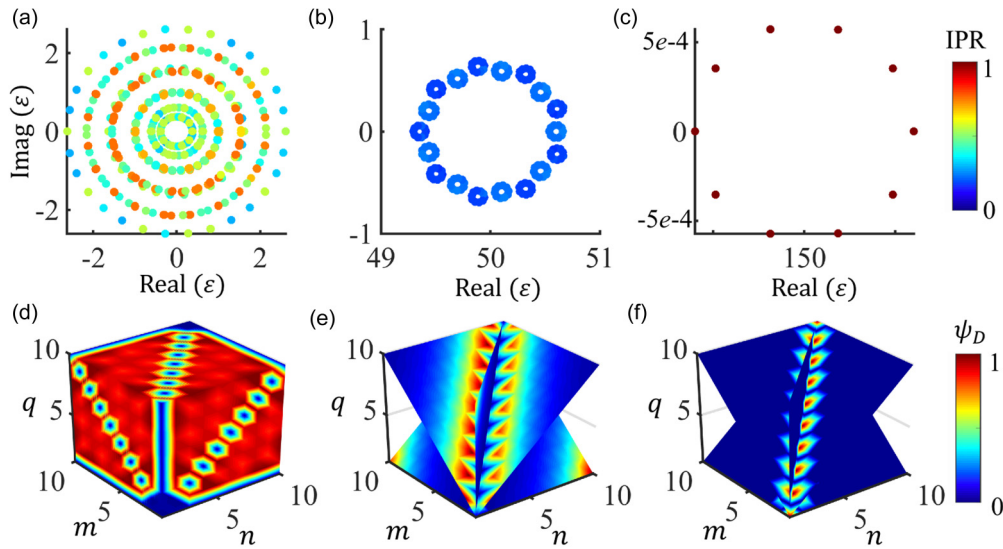 (a) (b) (c) IPR
2 0 -2
Imag (ε)
-2 0 2
Real (ε)
1 0 -1
49 50 51
Real (ε)
5e-4 0 -5e-4
150
Real (ε)
1 0
(d) (e) (f) ψ_D
10 5 q
10 5 m
5 n 10
10 5 q
10 5 m
5 n 10
10 5 q
10 5 m
5 n 10
1 0